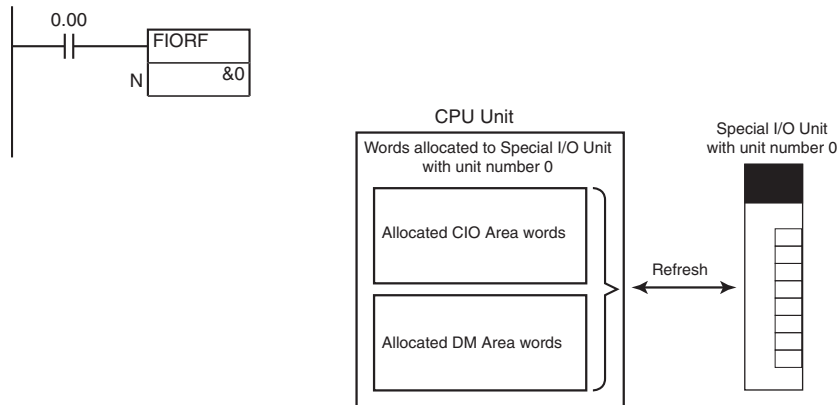 0.00
FIORF
N &0
CPU Unit
Words allocated to Special I/O Unit
with unit number 0
Allocated CIO Area words
Allocated DM Area words
Refresh
Special I/O Unit
with unit number 0